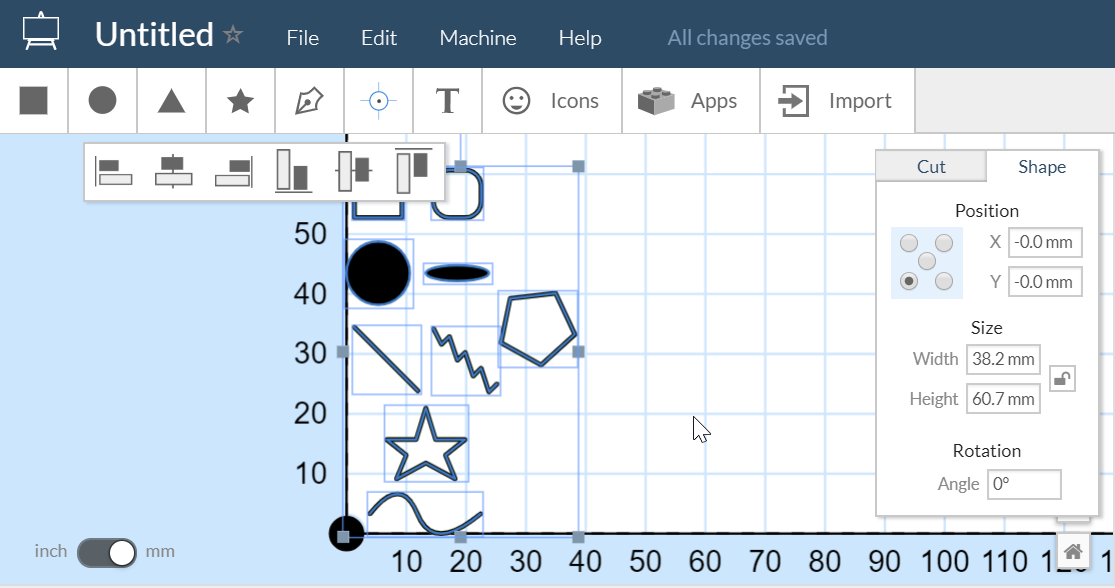 Untitled ☆ File Edit Machine Help All changes saved
T Icons Apps Import
Cut Shape
Position
X -0.0 mm
Y -0.0 mm
Size
Width 38.2 mm
Height 60.7 mm
Rotation
Angle 0°
50
40
30
20
10
inch mm
10 20 30 40 50 60 70 80 90 100 110